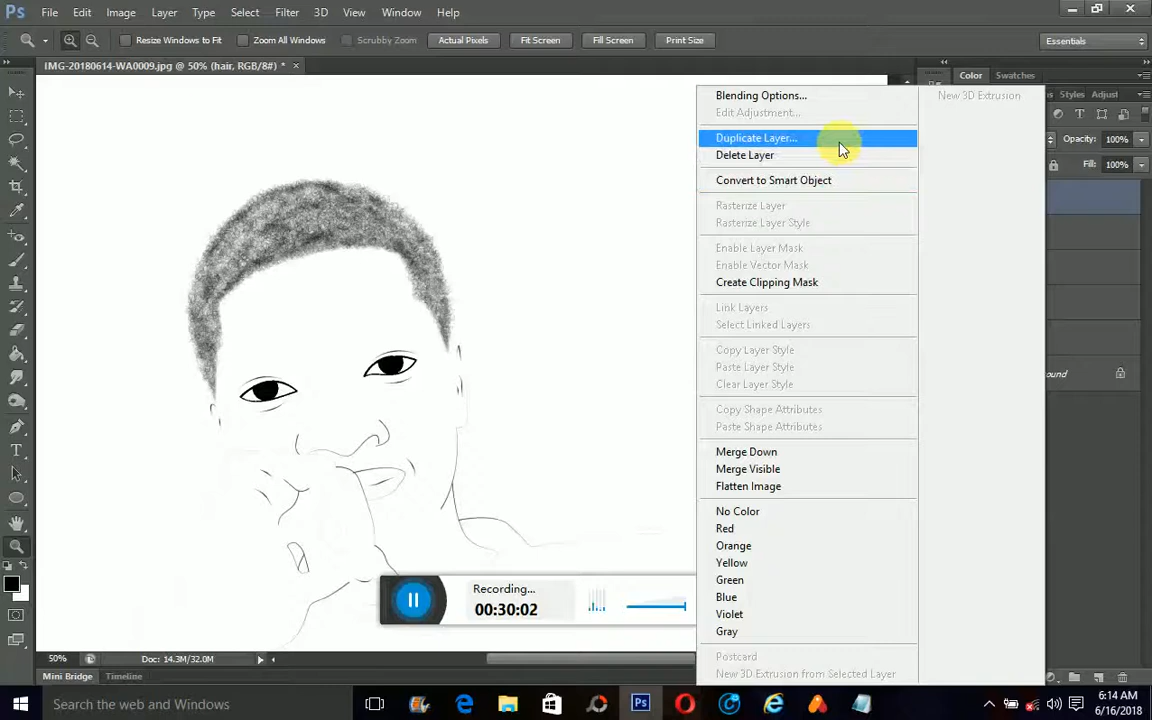 Ps File Edit Image Layer Type Select Filter 3D View Window Help
Resize Windows to Fit Zoom All Windows Scrubby Zoom Actual Pixels Fit Screen Fill Screen Print Size Essentials
IMG-20180614-WA0009.jpg @ 50% (hair, RGB/8#) * ×
Color Swatches
Styles Adjust
Opacity: 100%
Fill: 100%
Blending Options...
New 3D Extrusion
Edit Adjustment...
Duplicate Layer...
Delete Layer
Convert to Smart Object
Rasterize Layer
Rasterize Layer Style
Enable Layer Mask
Enable Vector Mask
Create Clipping Mask
Link Layers
Select Linked Layers
Copy Layer Style
Paste Layer Style
Clear Layer Style
ound
Copy Shape Attributes
Paste Shape Attributes
Merge Down
Merge Visible
Flatten Image
No Color
Red
Orange
Yellow
Green
Blue
Violet
Gray
Postcard
New 3D Extrusion from Selected Layer
Recording...
00:30:02
50% Doc: 14.3M/32.0M
Mini Bridge Timeline
Search the web and Windows
Ps
6:14 AM
6/16/2018